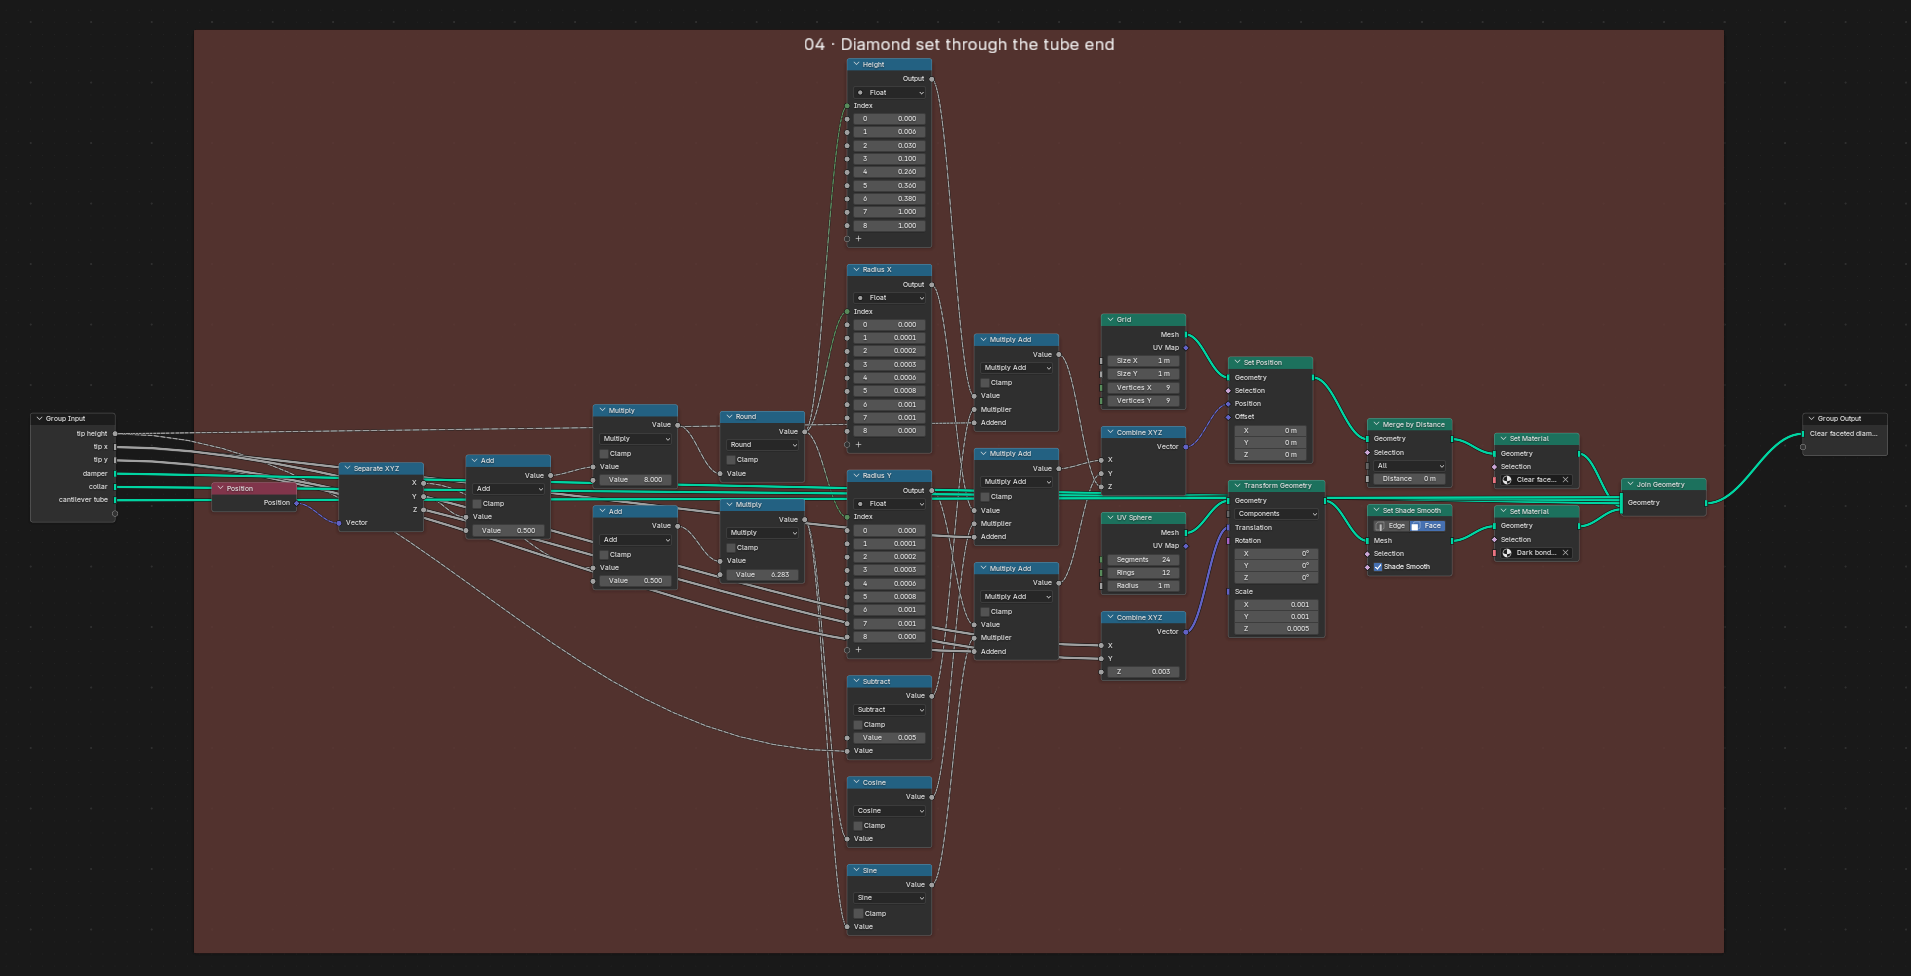 04 · Diamond set through the tube end
Group Input
tip height
tip x
tip y
damper
collar
cantilever tube
Position
Position
Separate XYZ
X
Y
Z
Vector
Add
Value
Add
Clamp
Value
Value 0.500
Multiply
Value
Multiply
Clamp
Value
Value 8.000
Add
Value
Add
Clamp
Value
Value 0.500
Round
Value
Round
Clamp
Value
Multiply
Value
Multiply
Clamp
Value
Value 6.283
Height
Output
Float
Index
0 0.000
1 0.006
2 0.030
3 0.100
4 0.260
5 0.360
6 0.380
7 1.000
8 1.000
+
Radius X
Output
Float
Index
0 0.000
1 0.0001
2 0.0002
3 0.0003
4 0.0006
5 0.0008
6 0.001
7 0.001
8 0.000
+
Radius Y
Output
Float
Index
0 0.000
1 0.0001
2 0.0002
3 0.0003
4 0.0006
5 0.0008
6 0.001
7 0.001
8 0.000
+
Subtract
Value
Subtract
Clamp
Value 0.005
Value
Cosine
Value
Cosine
Clamp
Value
Sine
Value
Sine
Clamp
Value
Multiply Add
Value
Multiply Add
Clamp
Value
Multiplier
Addend
Multiply Add
Value
Multiply Add
Clamp
Value
Multiplier
Addend
Multiply Add
Value
Multiply Add
Clamp
Value
Multiplier
Addend
Grid
Mesh
UV Map
Size X 1 m
Size Y 1 m
Vertices X 9
Vertices Y 9
Combine XYZ
Vector
X
Y
Z
UV Sphere
Mesh
UV Map
Segments 24
Rings 12
Radius 1 m
Combine XYZ
Vector
X
Y
Z 0.003
Set Position
Geometry
Selection
Position
Offset
X 0 m
Y 0 m
Z 0 m
Transform Geometry
Geometry
Components
Translation
Rotation
X 0°
Y 0°
Z 0°
Scale
X 0.001
Y 0.001
Z 0.0005
Merge by Distance
Geometry
Selection
All
Distance 0 m
Set Shade Smooth
Edge Face
Mesh
Selection
Shade Smooth
Set Material
Geometry
Selection
Clear face...
Set Material
Geometry
Selection
Dark bond...
Join Geometry
Geometry
Group Output
Clear faceted diam...